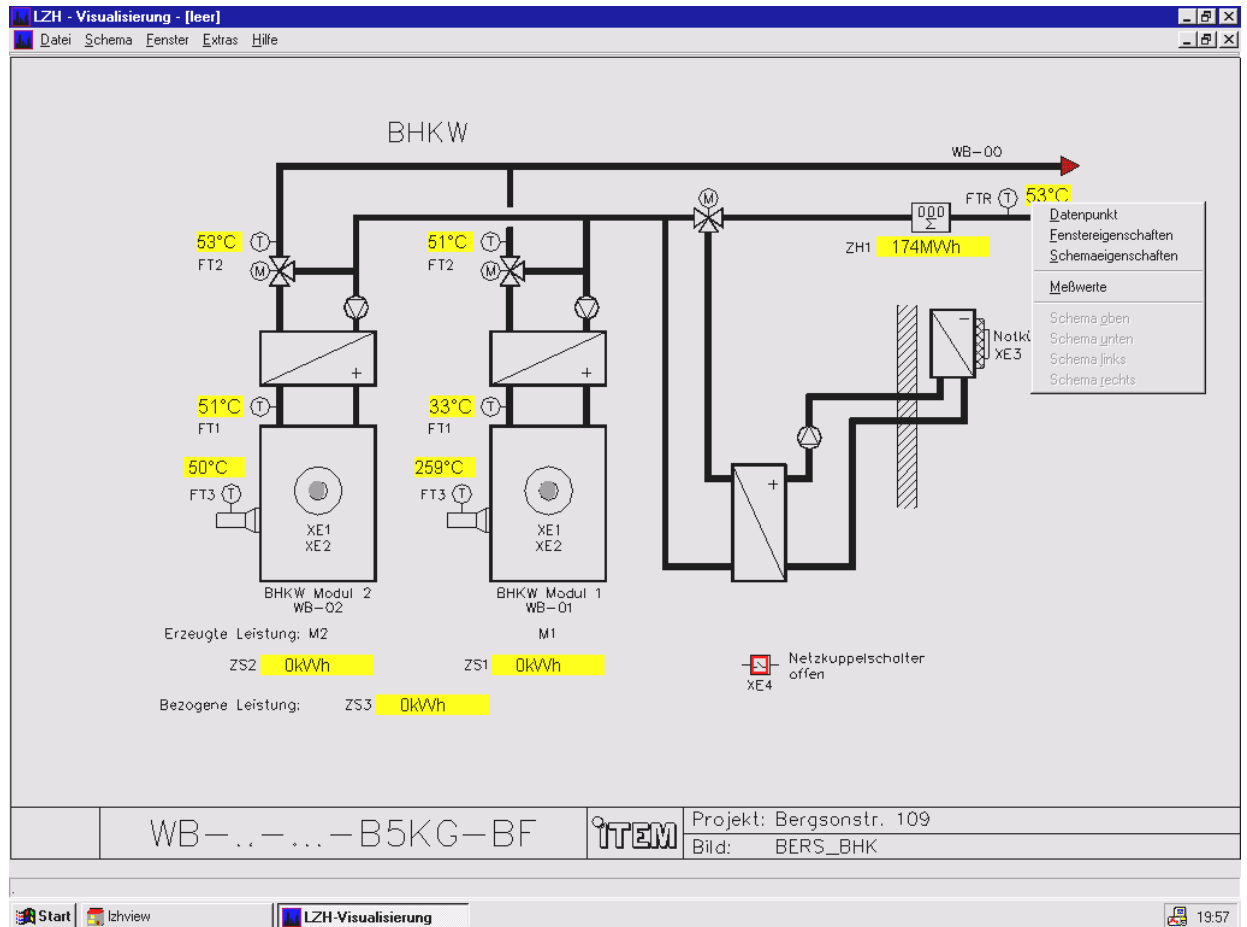 LZH - Visualisierung - [leer]
Datei Schema Fenster Extras Hilfe
BHKW
WB-00
M
000
Σ
FTR T 53°C
ZH1 174MWh
53°C T
FT2 M
51°C T
FT2 M
Datenpunkt
Fenstereigenschaften
Schemaeigenschaften
Meßwerte
Schema oben
Schema unten
Schema links
Schema rechts
Notkü
XE3
51°C T
FT1
33°C T
FT1
50°C
FT3 T
259°C
FT3 T
XE1
XE2
XE1
XE2
BHKW Modul 2
WB-02
BHKW Modul 1
WB-01
Erzeugte Leistung: M2 M1
ZS2 0kWh ZS1 0kWh
Bezogene Leistung: ZS3 0kWh
Netzkuppelschalter
offen
XE4
WB-..-...-B5KG-BF
ITEM
Projekt: Bergsonstr. 109
Bild: BERS_BHK
Start lzhview LZH-Visualisierung 19:57